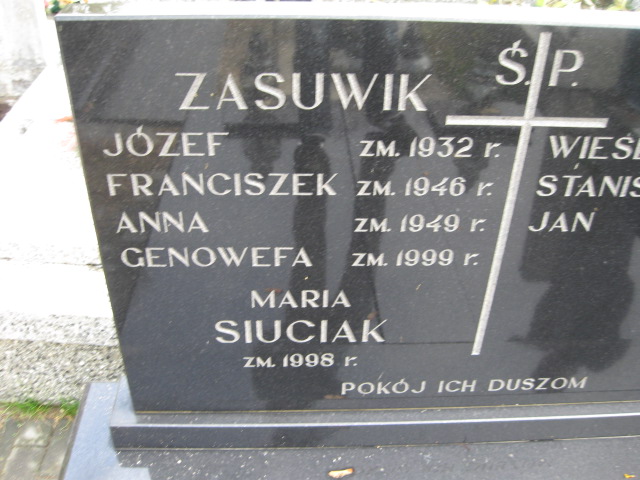 Ś.P.
ZASUWIK
JÓZEF ZM. 1932 r.
FRANCISZEK ZM. 1946 r.
ANNA ZM. 1949 r.
GENOWEFA ZM. 1999 r.
MARIA
SIUCIAK
ZM. 1998 r.
JAN
POKÓJ ICH DUSZOM